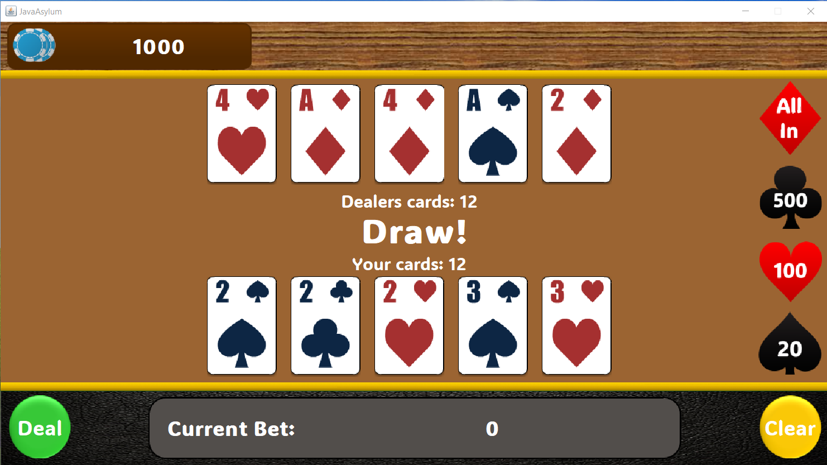 JavaAsylum
1000
4 A 4 A 2
All
In
Dealers cards: 12
500
Draw!
Your cards: 12
100
2 2 2 3 3
20
Deal
Current Bet: 0
Clear